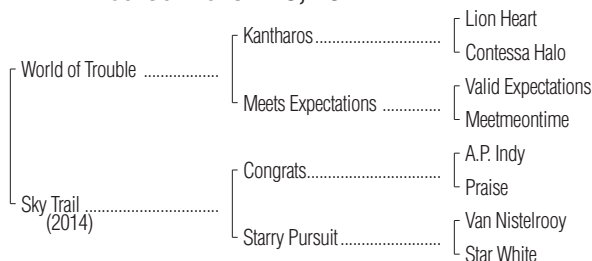 Lion Heart
Kantharos
Contessa Halo
World of Trouble
Valid Expectations
Meets Expectations
Meetmeontime
A.P. Indy
Congrats
Praise
Sky Trail
(2014)
Van Nistelrooy
Starry Pursuit
Star White